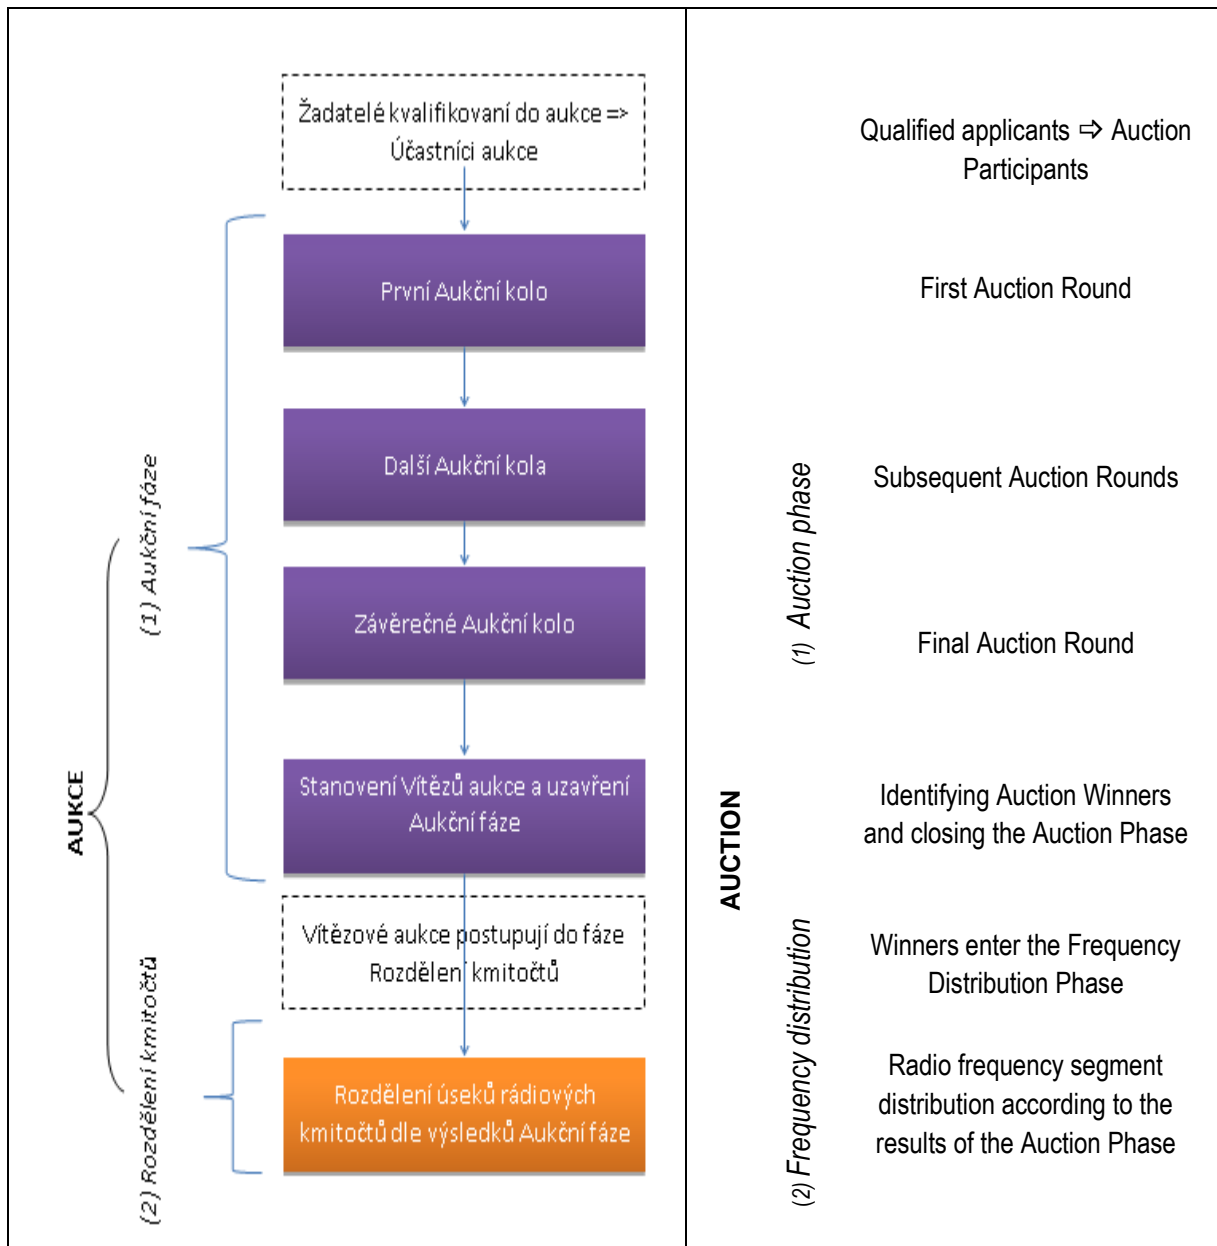 Žadatelé kvalifikovaní do aukce =>
Účastníci aukce
První Aukční kolo
Další Aukční kola
(1) Aukční fáze
Závěrečné Aukční kolo
AUKCE
Stanovení Vítězů aukce a uzavření
Aukční fáze
Vítězové aukce postupují do fáze
Rozdělení kmitočtů
(2) Rozdělení kmitočtů
Rozdělení úseků rádiových
kmitočtů dle výsledků Aukční fáze
Qualified applicants ⇨ Auction
Participants
First Auction Round
Subsequent Auction Rounds
(1) Auction phase
Final Auction Round
AUCTION
Identifying Auction Winners
and closing the Auction Phase
Winners enter the Frequency
Distribution Phase
(2) Frequency distribution
Radio frequency segment
distribution according to the
results of the Auction Phase